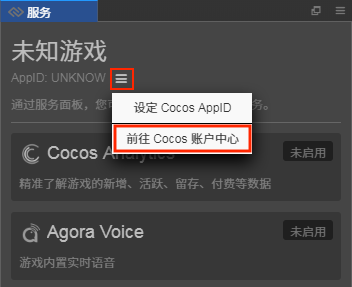 服务
未知游戏
AppID: UNKNOW
设定 Cocos AppID
通过服务面板，您可 务。
前往 Cocos 账户中心
Cocos Analytics
未启用
精准了解游戏的新增、活跃、留存、付费等数据
Agora Voice
未启用
游戏内置实时语音